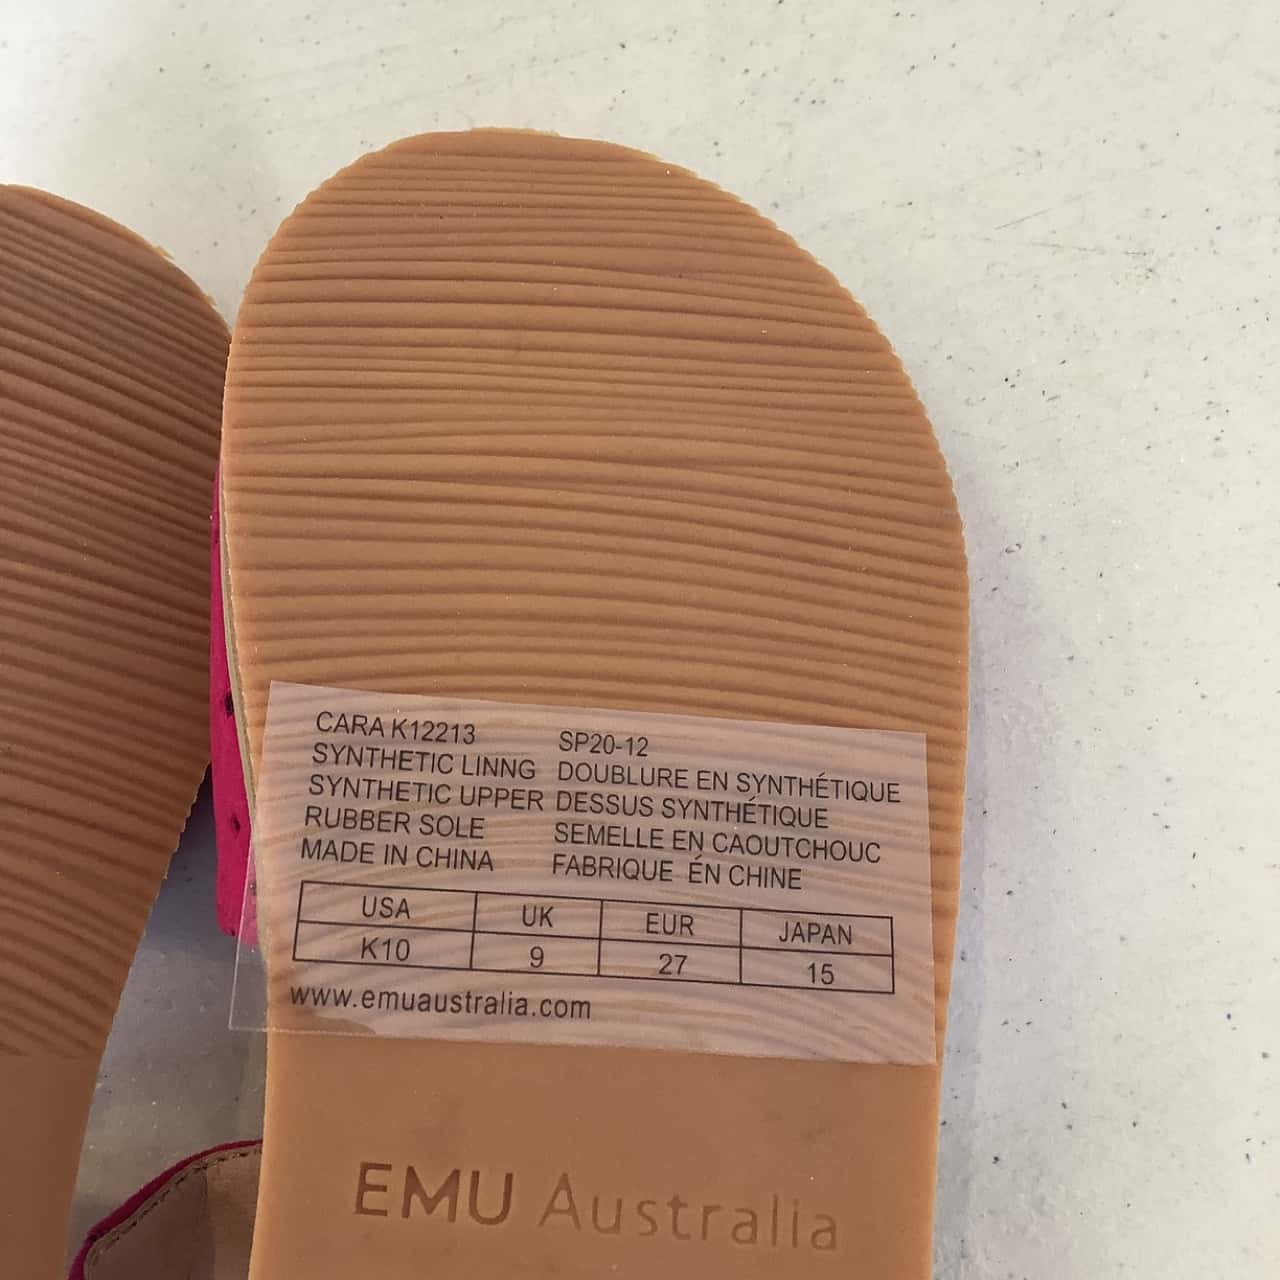 CARA K12213 SP20-12
SYNTHETIC LINNG DOUBLURE EN SYNTHÉTIQUE
SYNTHETIC UPPER DESSUS SYNTHÉTIQUE
RUBBER SOLE SEMELLE EN CAOUTCHOUC
MADE IN CHINA FABRIQUE ÉN CHINE
USA UK EUR JAPAN
K10 9 27 15
www.emuaustralia.com
EMU Australia